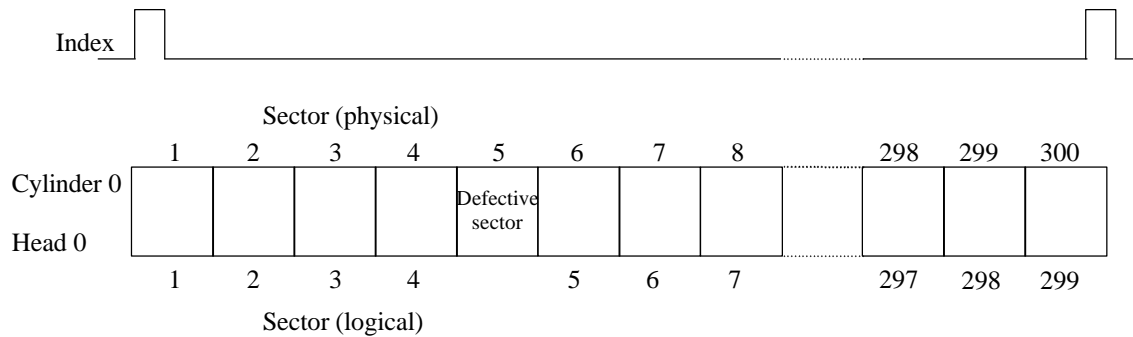 Index
Sector (physical)
1 2 3 4 5 6 7 8 298 299 300
Cylinder 0
Defective
sector
Head 0
1 2 3 4 5 6 7 297 298 299
Sector (logical)